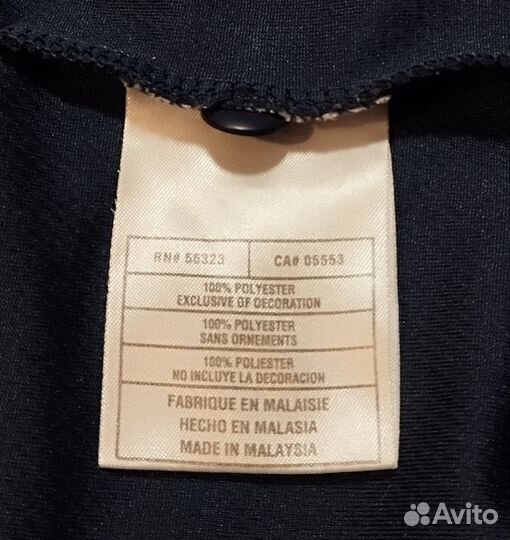 RN# 56323 CA# 05553
100% POLYESTER
EXCLUSIVE OF DECORATION
100% POLYESTER
SANS ORNEMENTS
100% POLIESTER
NO INCLUYE LA DECORACION
FABRIQUE EN MALAISIE
HECHO EN MALASIA
MADE IN MALAYSIA
Avito